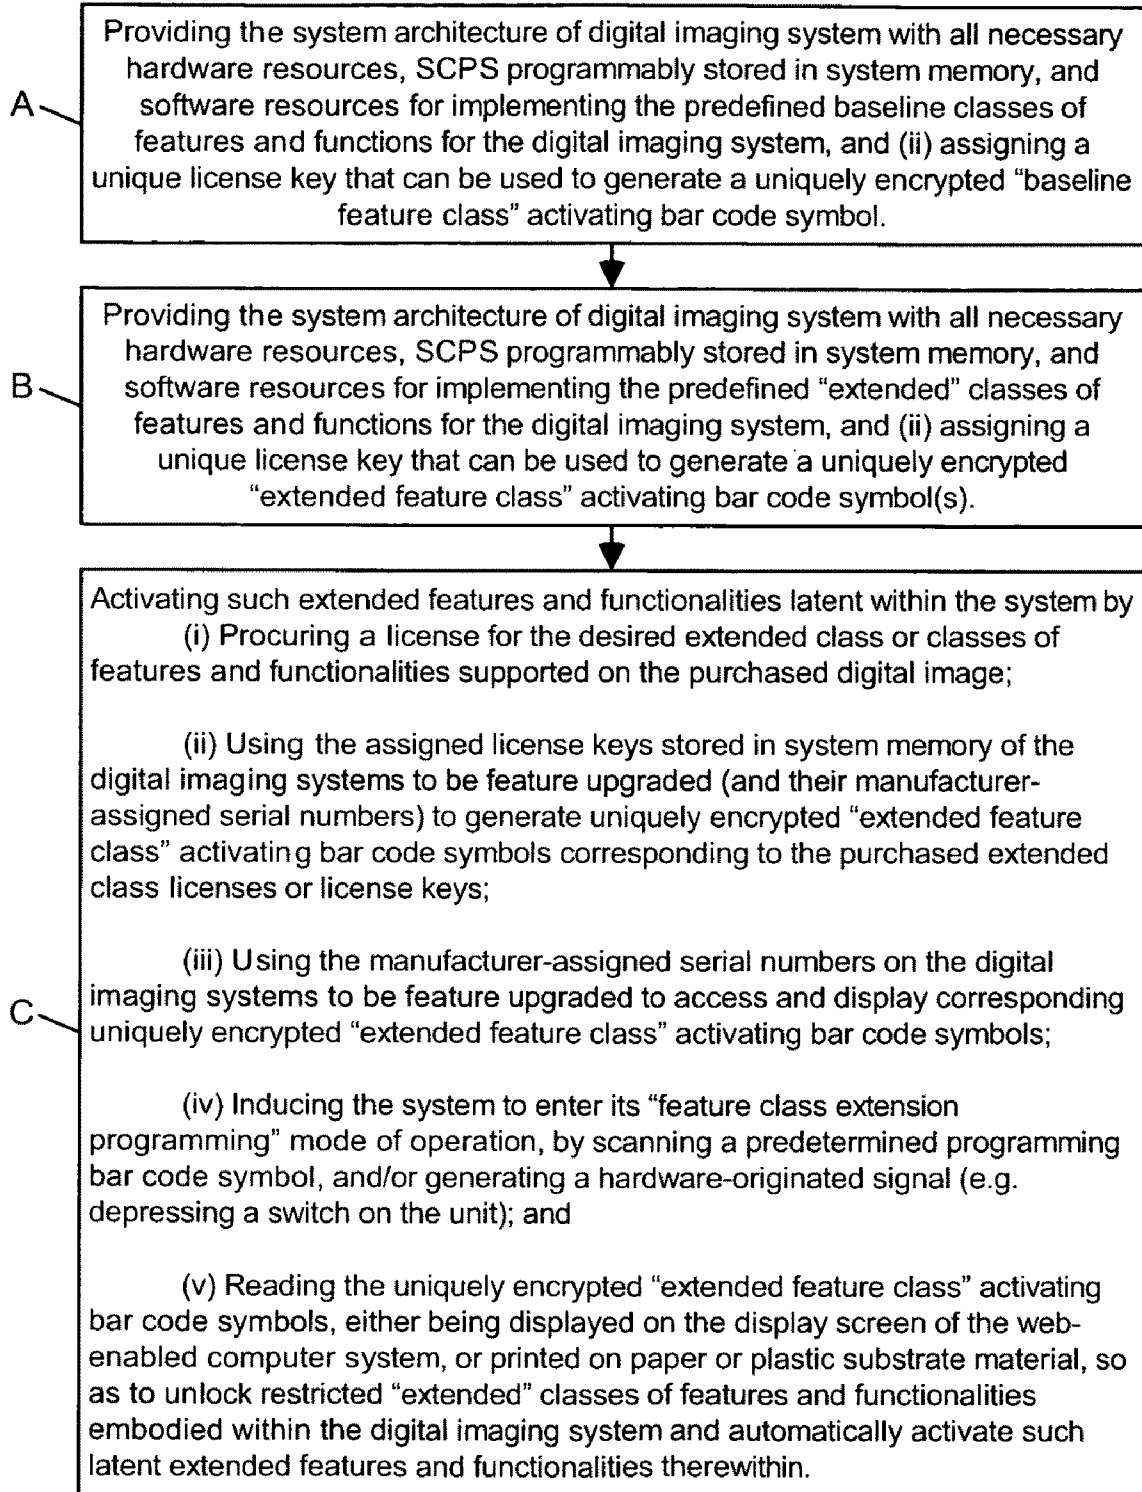 Providing the system architecture of digital imaging system with all necessary
hardware resources, SCPS programmably stored in system memory, and
A
software resources for implementing the predefined baseline classes of
features and functions for the digital imaging system, and (ii) assigning a
unique license key that can be used to generate a uniquely encrypted “baseline
feature class” activating bar code symbol.
Providing the system architecture of digital imaging system with all necessary
hardware resources, SCPS programmably stored in system memory, and
B
software resources for implementing the predefined “extended” classes of
features and functions for the digital imaging system, and (ii) assigning a
unique license key that can be used to generate a uniquely encrypted
“extended feature class” activating bar code symbol(s).
Activating such extended features and functionalities latent within the system by
(i) Procuring a license for the desired extended class or classes of
features and functionalities supported on the purchased digital image;
(ii) Using the assigned license keys stored in system memory of the
digital imaging systems to be feature upgraded (and their manufacturer-
assigned serial numbers) to generate uniquely encrypted “extended feature
class” activating bar code symbols corresponding to the purchased extended
class licenses or license keys;
(iii) Using the manufacturer-assigned serial numbers on the digital
imaging systems to be feature upgraded to access and display corresponding
C
uniquely encrypted “extended feature class” activating bar code symbols;
(iv) Inducing the system to enter its “feature class extension
programming” mode of operation, by scanning a predetermined programming
bar code symbol, and/or generating a hardware-originated signal (e.g.
depressing a switch on the unit); and
(v) Reading the uniquely encrypted “extended feature class” activating
bar code symbols, either being displayed on the display screen of the web-
enabled computer system, or printed on paper or plastic substrate material, so
as to unlock restricted “extended” classes of features and functionalities
embodied within the digital imaging system and automatically activate such
latent extended features and functionalities therewithin.